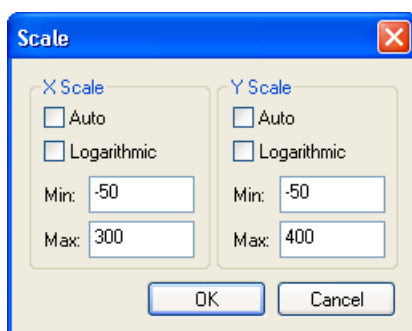 Scale
X Scale
Auto
Logarithmic
Min: -50
Max: 300
Y Scale
Auto
Logarithmic
Min: -50
Max: 400
OK
Cancel